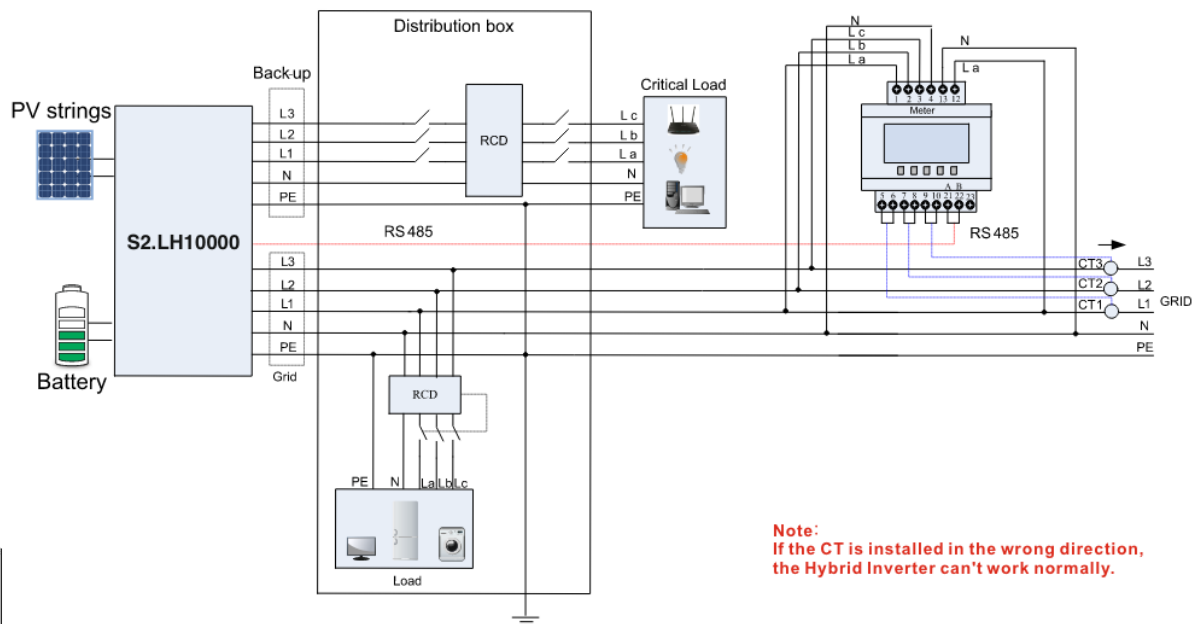 Distribution box
N
L c
L b
L a
N
L a
Back-up
Critical Load
PV strings
1 2 3 4 13 12
Meter
L3
L2
L1
N
PE
RCD
L c
L b
L a
N
PE
A B
5 6 7 8 9 10 21 22 23
S2.LH10000
RS 485
RS 485
L3
L2
L1
N
PE
CT3
CT2
CT1
L3
L2
L1
N
PE
GRID
Battery
Grid
RCD
PE N La Lb Lc
Load
Note:
If the CT is installed in the wrong direction,
the Hybrid Inverter can't work normally.